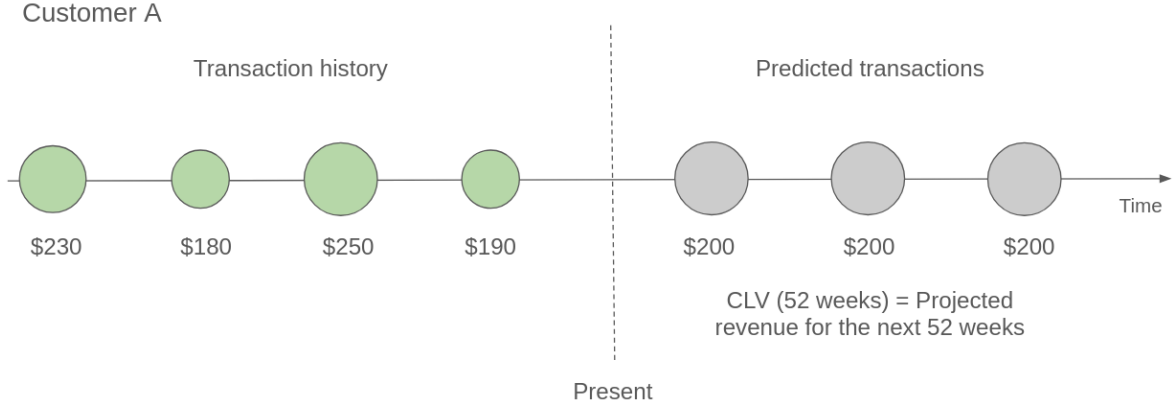 Customer A
Transaction history
Predicted transactions
Time
$230
$180
$250
$190
$200
$200
$200
CLV (52 weeks) = Projected
revenue for the next 52 weeks
Present